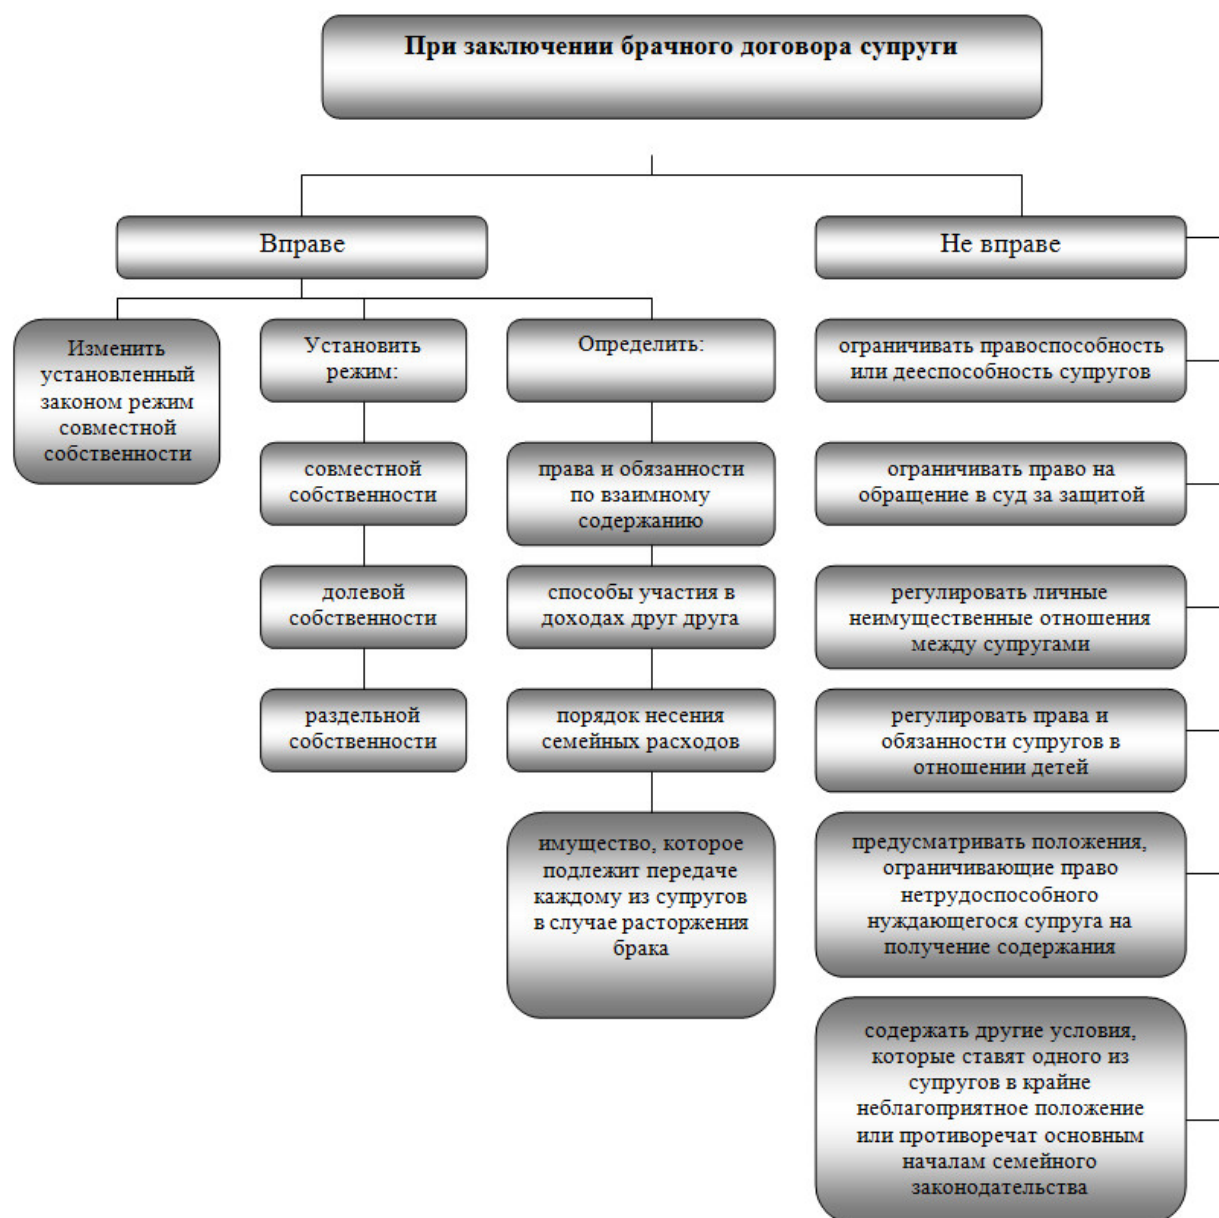 При заключении брачного договора супруги
Вправе
Не вправе
Изменить
установленный
законом режим
совместной
собственности
Установить
режим:
совместной
собственности
долевой
собственности
раздельной
собственности
Определить:
права и обязанности
по взаимному
содержанию
способы участия в
доходах друг друга
порядок несения
семейных расходов
имущество, которое
подлежит передаче
каждому из супругов
в случае расторжения
брака
ограничивать правоспособность
или дееспособность супругов
ограничивать право на
обращение в суд за защитой
регулировать личные
неимущественные отношения
между супругами
регулировать права и
обязанности супругов в
отношении детей
предусматривать положения,
ограничивающие право
нетрудоспособного
нуждающегося супруга на
получение содержания
содержать другие условия,
которые ставят одного из
супругов в крайне
неблагоприятное положение
или противоречат основным
началам семейного
законодательства